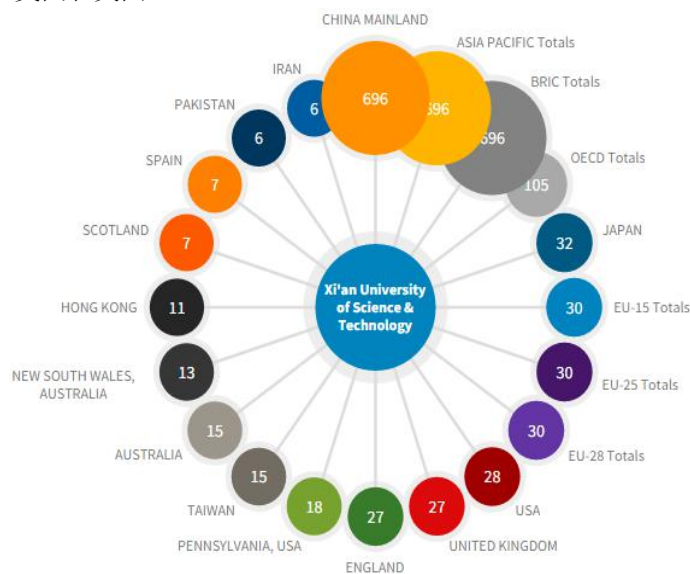 CHINA MAINLAND
696
ASIA PACIFIC Totals
696
BRIC Totals
696
OECD Totals
105
JAPAN
32
EU-15 Totals
30
EU-25 Totals
30
EU-28 Totals
30
USA
28
UNITED KINGDOM
27
ENGLAND
27
PENNSYLVANIA, USA
18
TAIWAN
15
AUSTRALIA
15
NEW SOUTH WALES,
AUSTRALIA
13
HONG KONG
11
SCOTLAND
7
SPAIN
7
PAKISTAN
6
IRAN
6
Xi'an University
of Science &
Technology